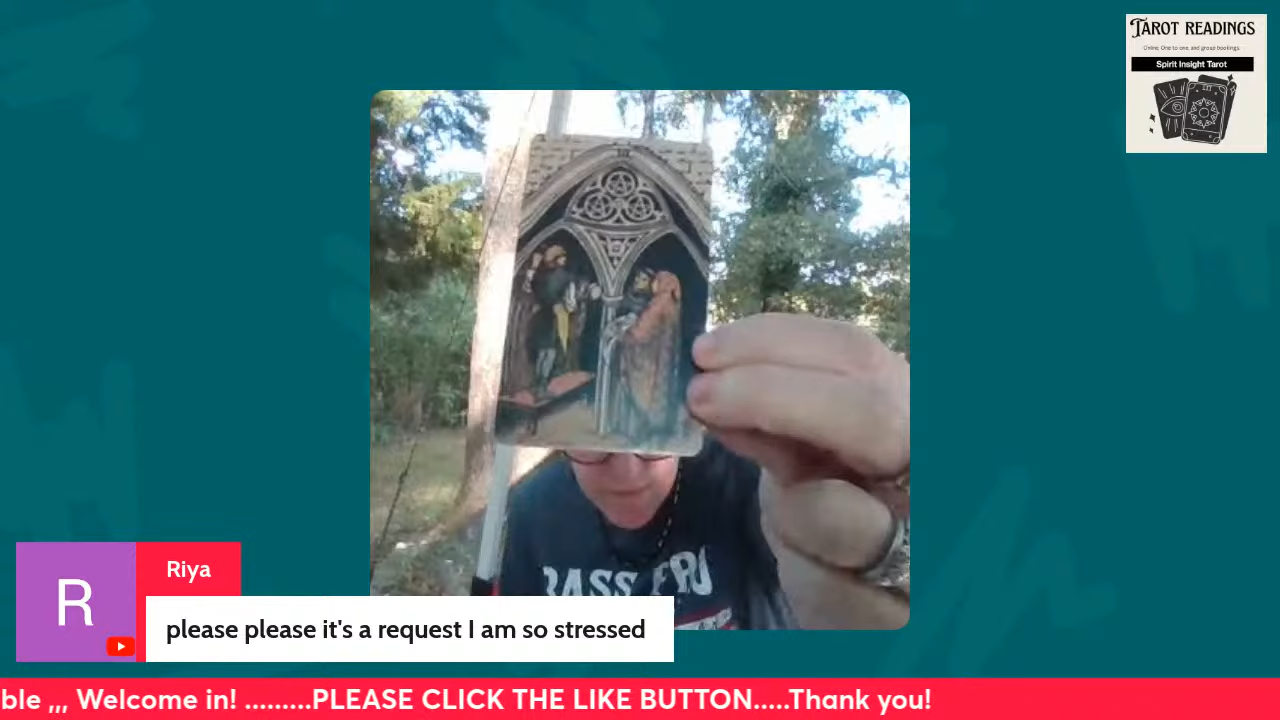 TAROT READINGS
Online. One to one, and group bookings.
Spirit Insight Tarot
III
R
Riya
please please it's a request I am so stressed
ble ,,, Welcome in! .........PLEASE CLICK THE LIKE BUTTON.....Thank you!